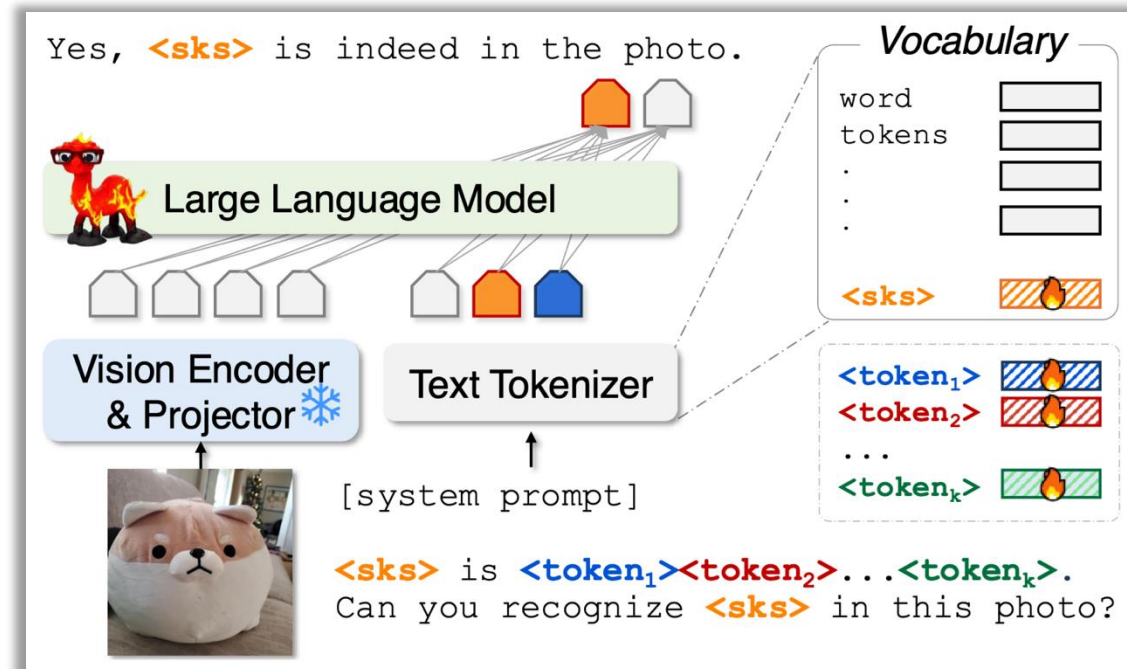 Yes, <sks> is indeed in the photo.
Large Language Model
Vision Encoder
& Projector
Text Tokenizer
[system prompt]
<sks> is <token₁><token₂>...<tokenₖ>.
Can you recognize <sks> in this photo?
Vocabulary
word
tokens
.
.
.
<sks>
<token₁>
<token₂>
...
<tokenₖ>